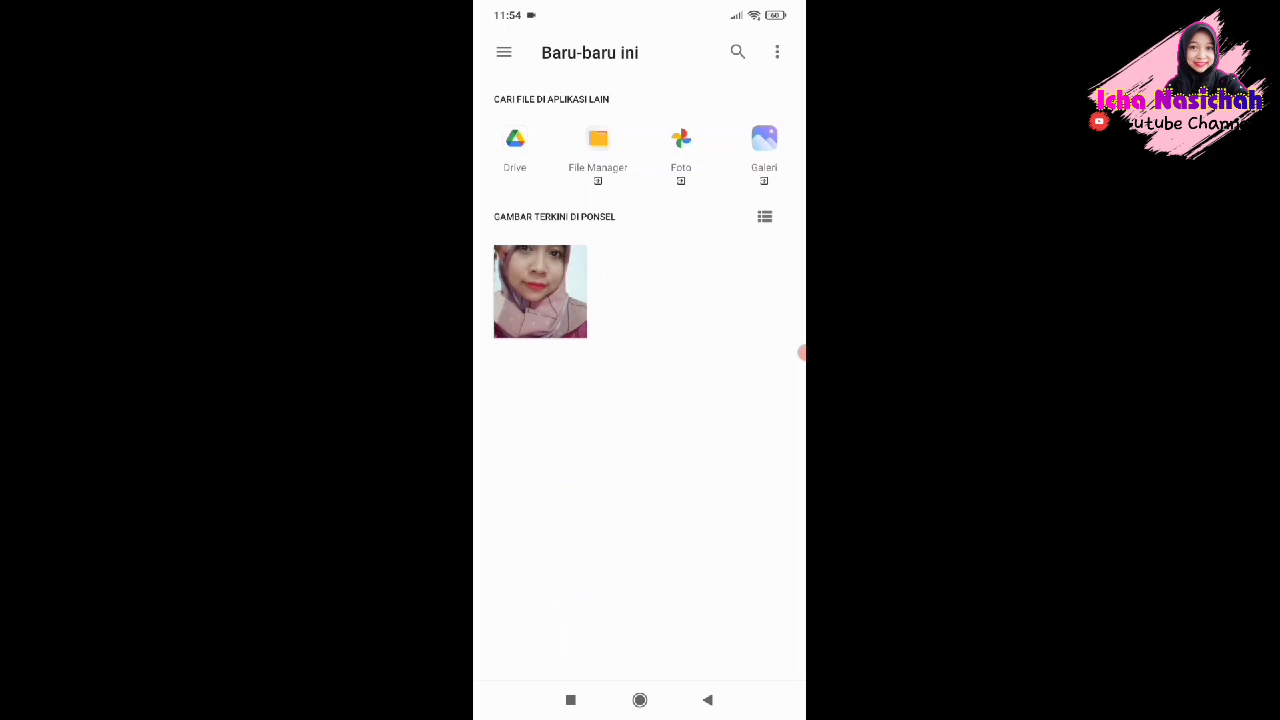 11:54
60
Baru-baru ini
CARI FILE DI APLIKASI LAIN
Drive
File Manager
Foto
Galeri
GAMBAR TERKINI DI PONSEL
Icha Nasichah
utube Chann